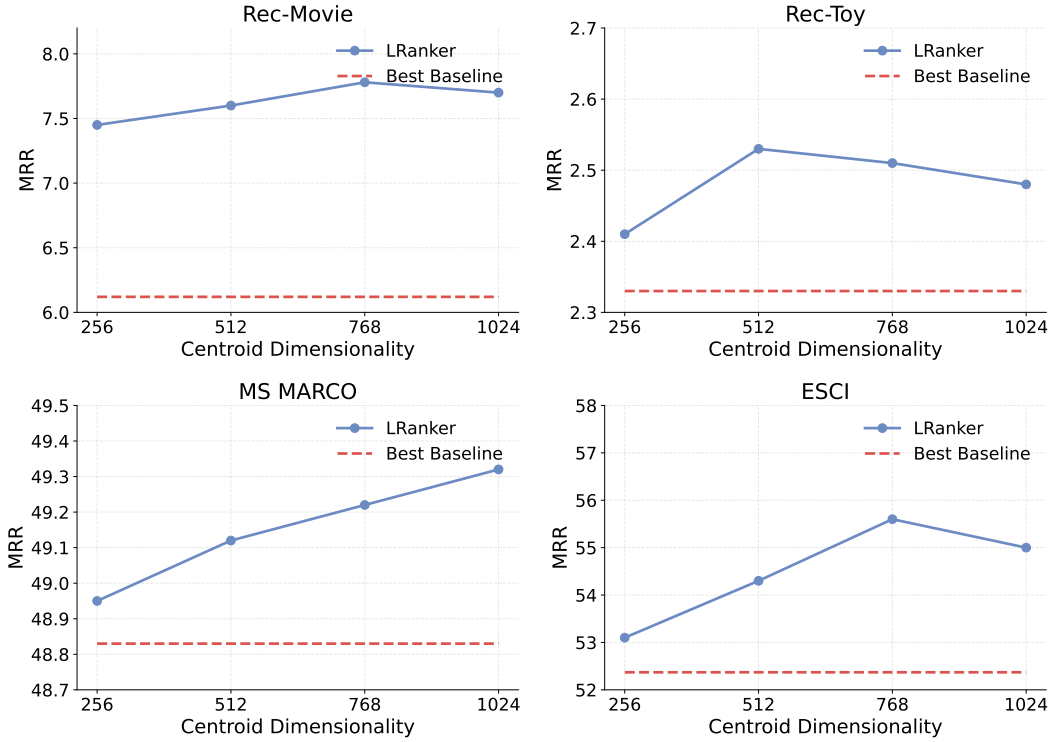 Rec-Movie
MRR
8.0
7.5
7.0
6.5
6.0
LRanker
Best Baseline
256 512 768 1024
Centroid Dimensionality
Rec-Toy
MRR
2.7
2.6
2.5
2.4
2.3
LRanker
Best Baseline
256 512 768 1024
Centroid Dimensionality
MS MARCO
MRR
49.5
49.4
49.3
49.2
49.1
49.0
48.9
48.8
48.7
LRanker
Best Baseline
256 512 768 1024
Centroid Dimensionality
ESCI
MRR
58
57
56
55
54
53
52
LRanker
Best Baseline
256 512 768 1024
Centroid Dimensionality